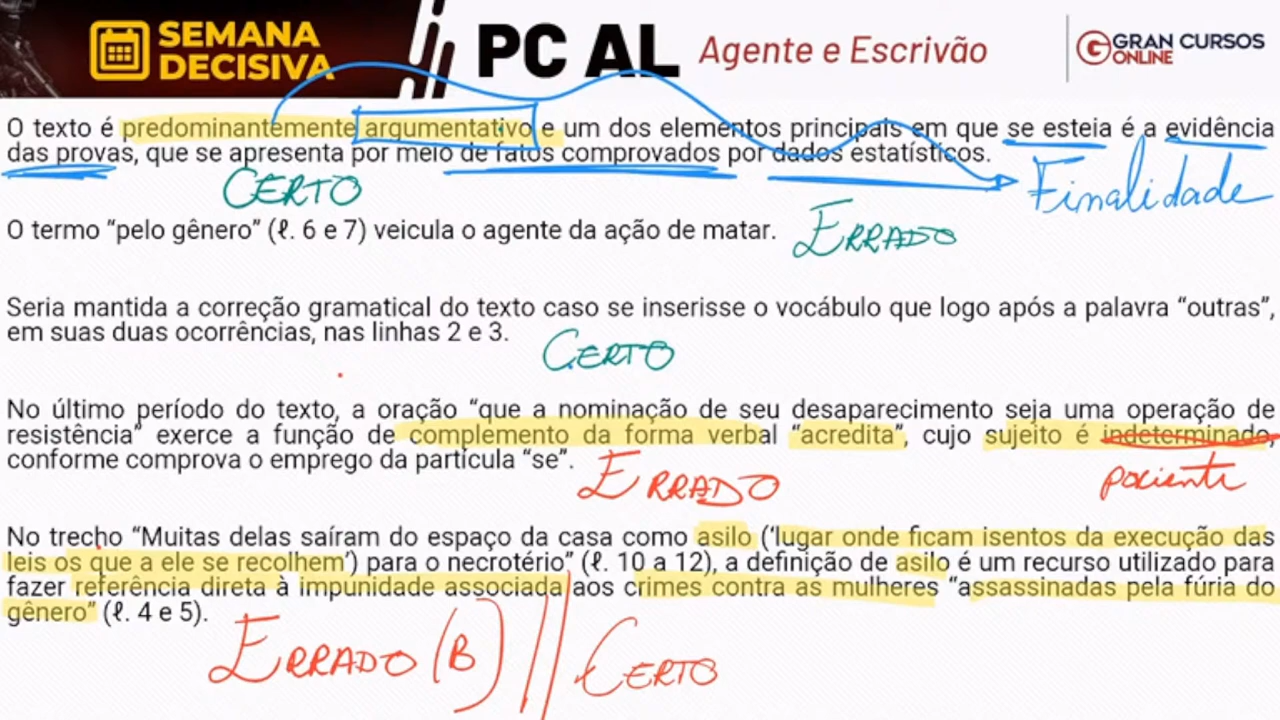 SEMANA
DECISIVA
PC AL
Agente e Escrivão
GRAN CURSOS
ONLINE
O texto é predominantemente argumentativo e um dos elementos principais em que se esteia é a evidência
das provas, que se apresenta por meio de fatos comprovados por dados estatísticos.
CERTO
Finalidade
O termo “pelo gênero” (ℓ. 6 e 7) veicula o agente da ação de matar.
ERRADO
Seria mantida a correção gramatical do texto caso se inserisse o vocábulo que logo após a palavra “outras”,
em suas duas ocorrências, nas linhas 2 e 3.
CERTO
No último período do texto, a oração “que a nominação de seu desaparecimento seja uma operação de
resistência” exerce a função de complemento da forma verbal “acredita”, cujo sujeito é indeterminado,
conforme comprova o emprego da partícula “se”.
ERRADO
paciente
No trecho “Muitas delas saíram do espaço da casa como asilo (‘lugar onde ficam isentos da execução das
leis os que a ele se recolhem’) para o necrotério” (ℓ. 10 a 12), a definição de asilo é um recurso utilizado para
fazer referência direta à impunidade associada aos crimes contra as mulheres “assassinadas pela fúria do
gênero” (ℓ. 4 e 5).
ERRADO (B) // CERTO